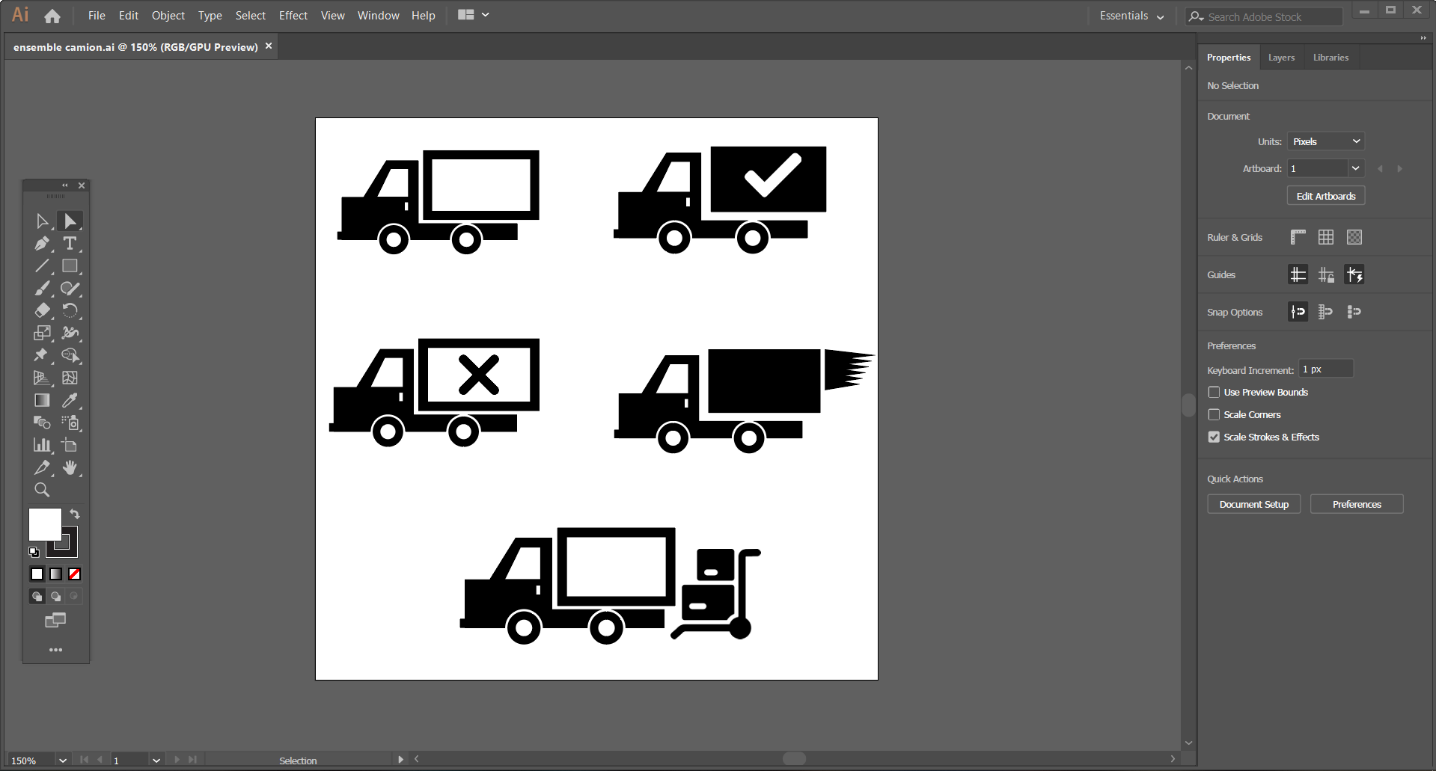 Ai File Edit Object Type Select Effect View Window Help Essentials Search Adobe Stock
ensemble camion.ai @ 150% (RGB/GPU Preview)
Properties Layers Libraries
No Selection
Document
Units: Pixels
Artboard: 1
Edit Artboards
Ruler & Grids
Guides
Snap Options
Preferences
Keyboard Increment: 1 px
Use Preview Bounds
Scale Corners
Scale Strokes & Effects
Quick Actions
Document Setup Preferences
T
150% 1 Selection